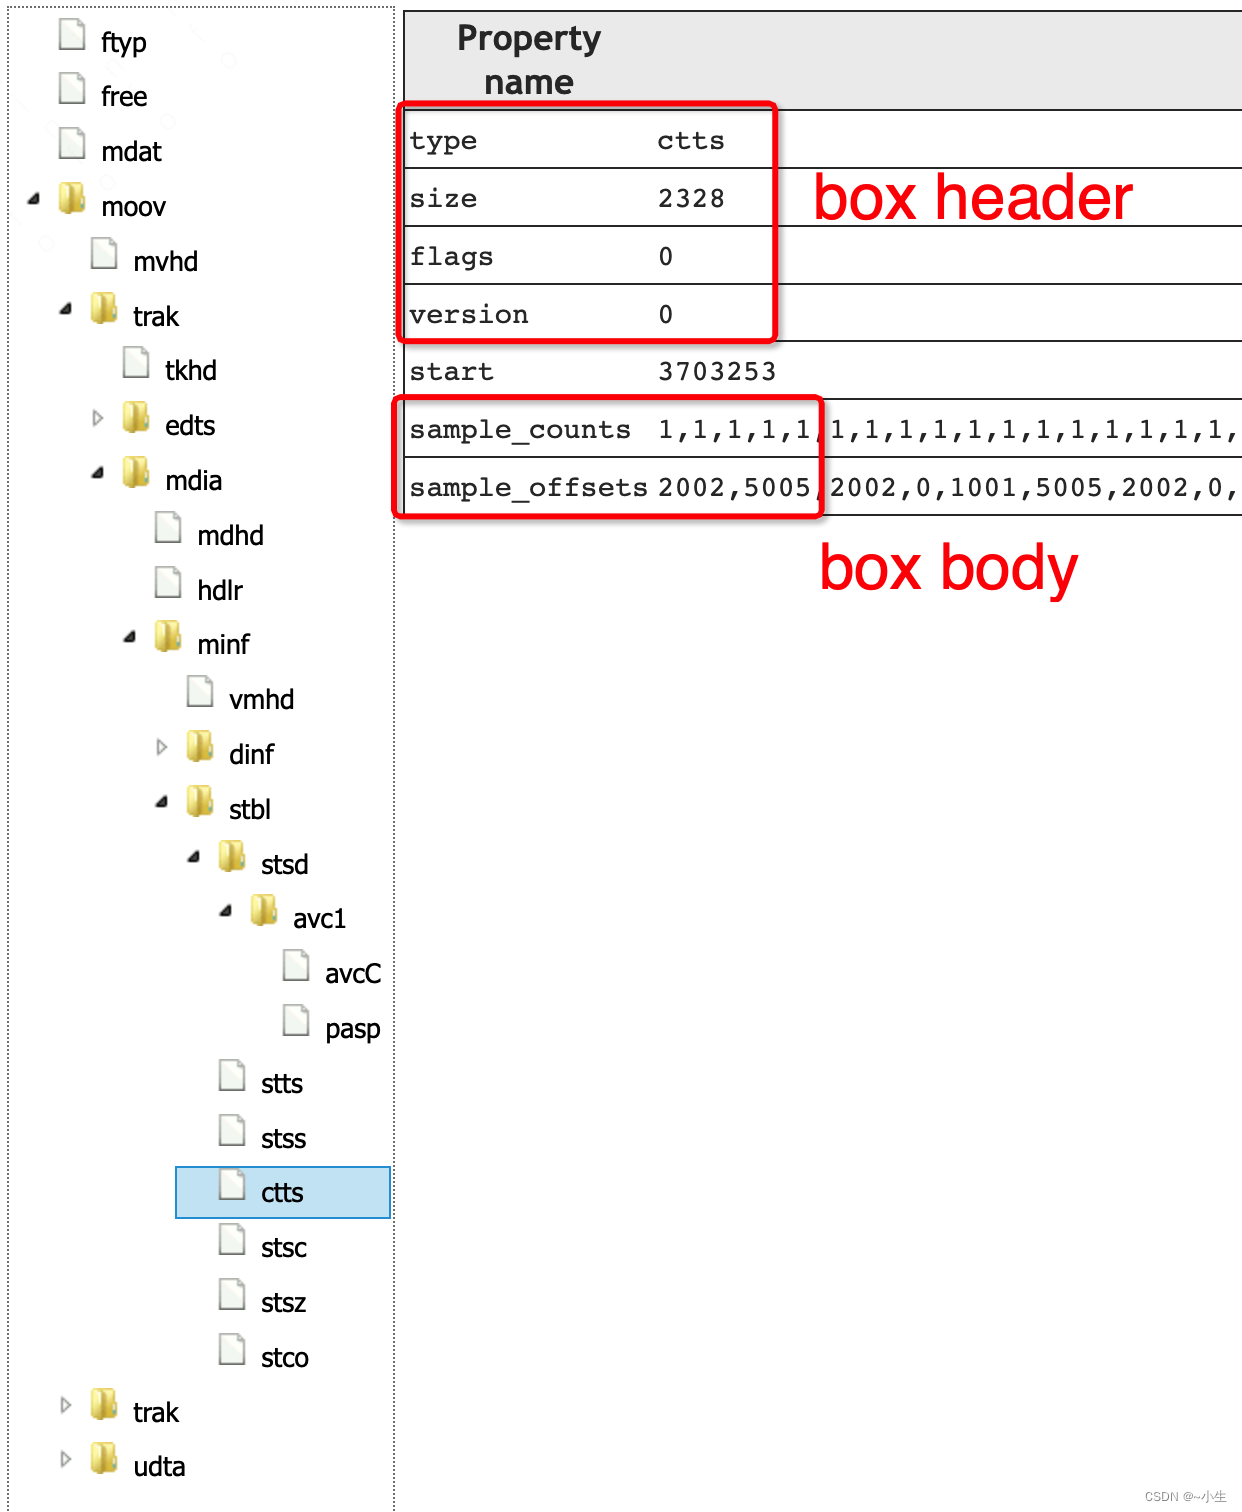 ftyp
free
mdat
moov
mvhd
trak
tkhd
edts
mdia
mdhd
hdlr
minf
vmhd
dinf
stbl
stsd
avc1
avcC
pasp
stts
stss
ctts
stsc
stsz
stco
trak
udta
Property
name
type ctts
size 2328
flags 0
version 0
box header
start 3703253
sample_counts 1,1,1,1,1,1,1,1,1,1,1,1,1,1,1,1,1,
sample_offsets 2002,5005,2002,0,1001,5005,2002,0,
box body
CSDN @~小生